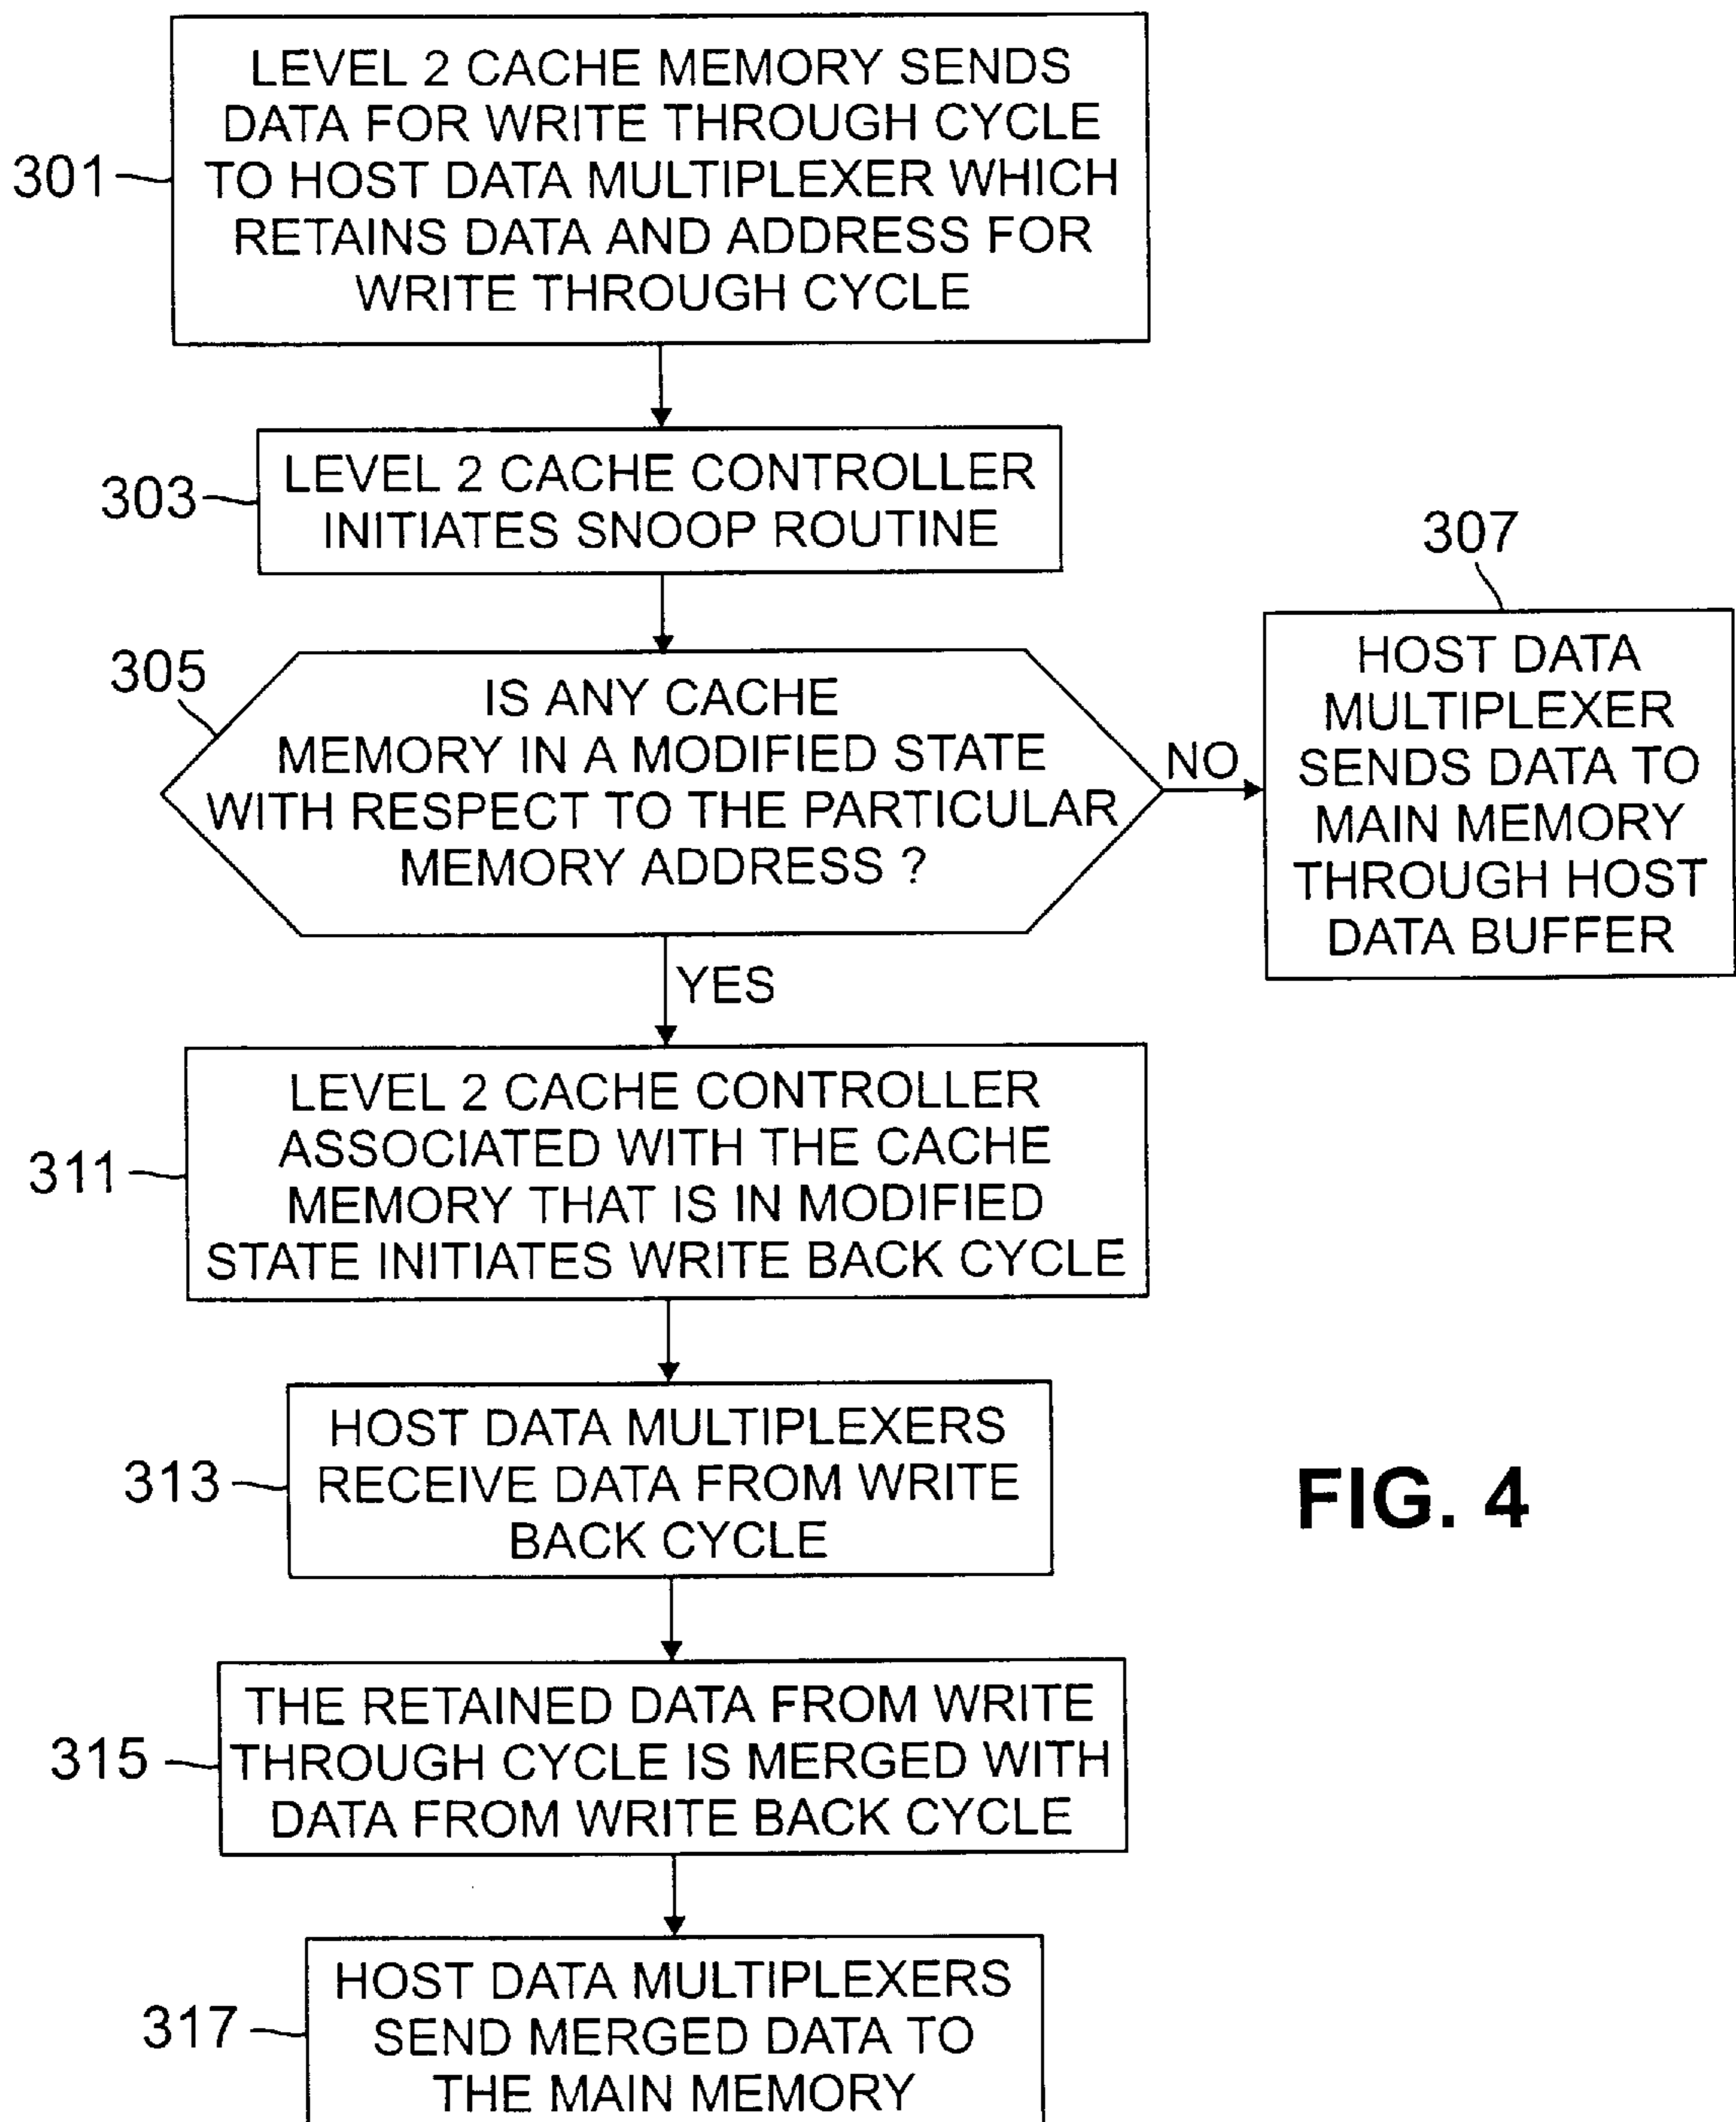 LEVEL 2 CACHE MEMORY SENDS
DATA FOR WRITE THROUGH CYCLE
TO HOST DATA MULTIPLEXER WHICH
RETAINS DATA AND ADDRESS FOR
WRITE THROUGH CYCLE
301
LEVEL 2 CACHE CONTROLLER
INITIATES SNOOP ROUTINE
303
305
IS ANY CACHE
MEMORY IN A MODIFIED STATE
WITH RESPECT TO THE PARTICULAR
MEMORY ADDRESS ?
NO
307
HOST DATA
MULTIPLEXER
SENDS DATA TO
MAIN MEMORY
THROUGH HOST
DATA BUFFER
YES
311
LEVEL 2 CACHE CONTROLLER
ASSOCIATED WITH THE CACHE
MEMORY THAT IS IN MODIFIED
STATE INITIATES WRITE BACK CYCLE
313
HOST DATA MULTIPLEXERS
RECEIVE DATA FROM WRITE
BACK CYCLE
FIG. 4
315
THE RETAINED DATA FROM WRITE
THROUGH CYCLE IS MERGED WITH
DATA FROM WRITE BACK CYCLE
317
HOST DATA MULTIPLEXERS
SEND MERGED DATA TO
THE MAIN MEMORY